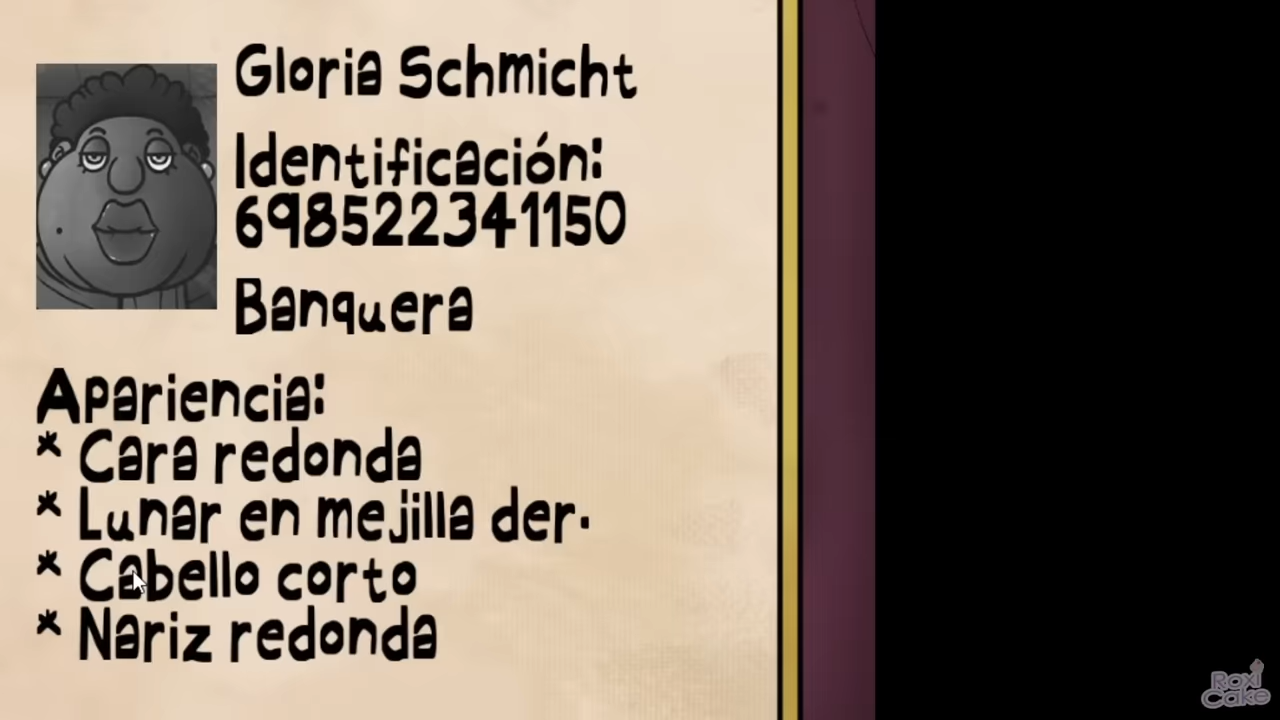 Gloria Schmicht
Identificación:
698522341150
Banquera
Apariencia:
* Cara redonda
* Lunar en mejilla der.
* Cabello corto
* Nariz redonda
Roxi
Cake